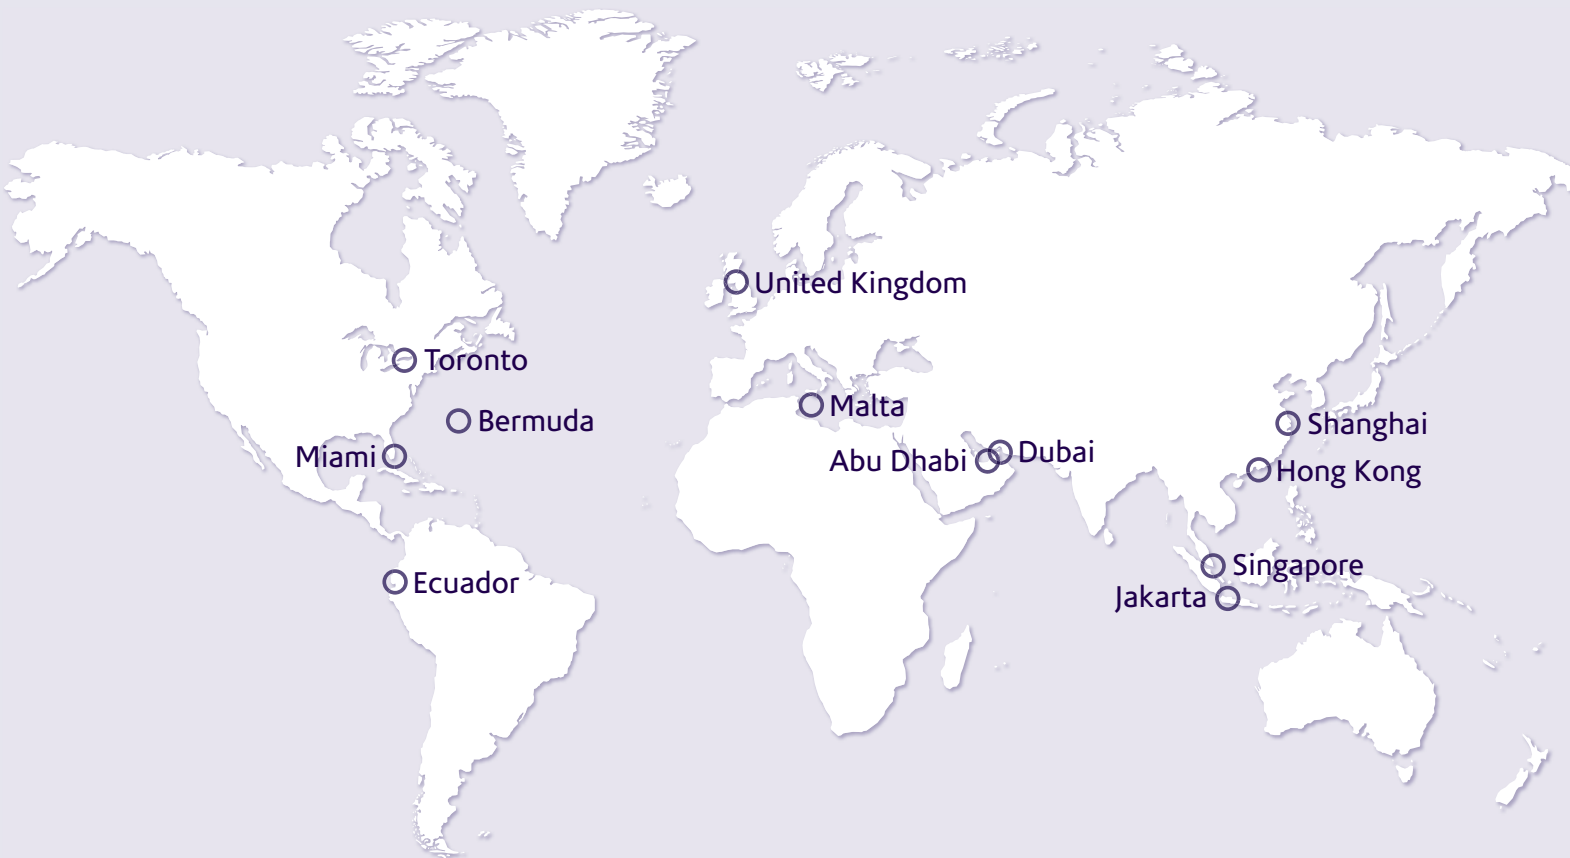 United Kingdom
Toronto
Malta
Bermuda
Shanghai
Miami
Abu Dhabi
Dubai
Hong Kong
Singapore
Ecuador
Jakarta